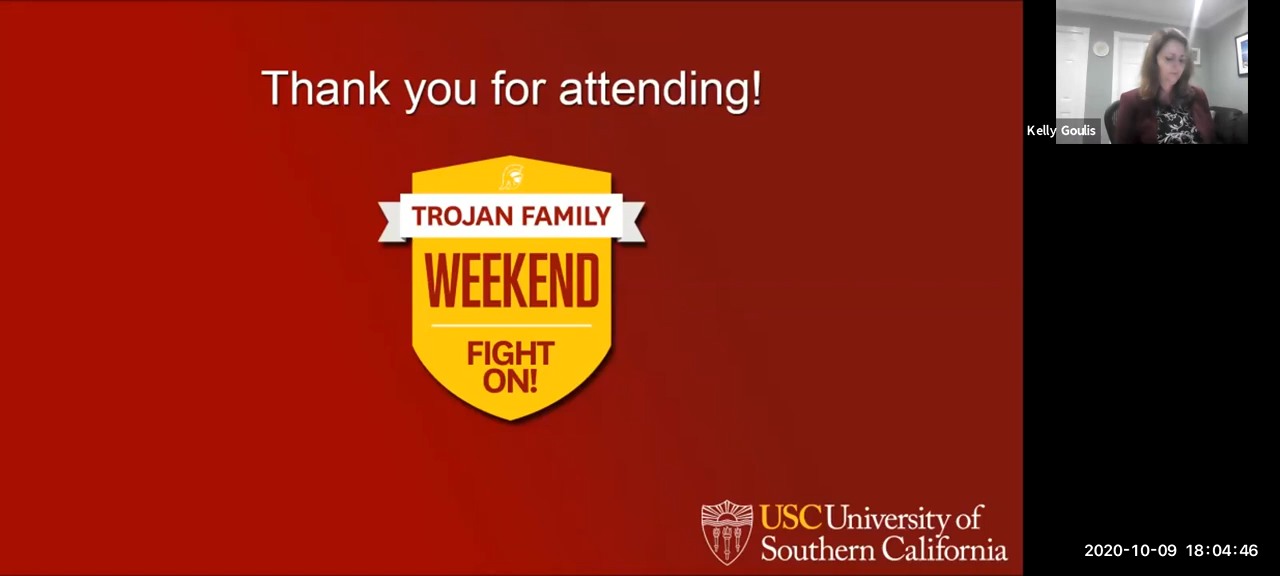 Thank you for attending!
TROJAN FAMILY
WEEKEND
FIGHT
ON!
USC University of
Southern California
Kelly Goulis
2020-10-09 18:04:46